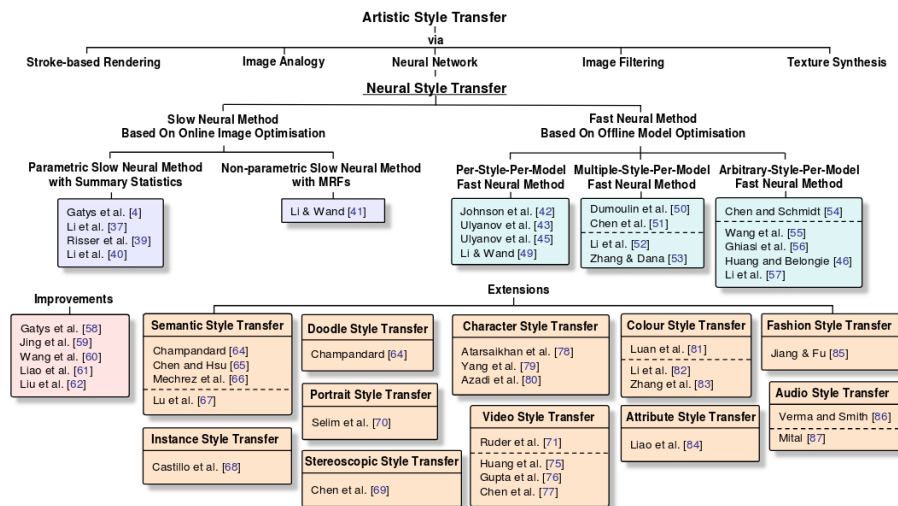 Artistic Style Transfer
via
Stroke-based Rendering Image Analogy Neural Network Image Filtering Texture Synthesis
Neural Style Transfer
Slow Neural Method
Based On Online Image Optimisation
Fast Neural Method
Based On Offline Model Optimisation
Parametric Slow Neural Method
with Summary Statistics
Non-parametric Slow Neural Method
with MRFs
Per-Style-Per-Model
Fast Neural Method
Multiple-Style-Per-Model
Fast Neural Method
Arbitrary-Style-Per-Model
Fast Neural Method
Gatys et al. [4]
Li et al. [37]
Risser et al. [39]
Li et al. [40]
Li & Wand [41]
Johnson et al. [42]
Ulyanov et al. [43]
Ulyanov et al. [45]
Li & Wand [49]
Dumoulin et al. [50]
Chen et al. [51]
Li et al. [52]
Zhang & Dana [53]
Chen and Schmidt [54]
Wang et al. [55]
Ghiasi et al. [56]
Huang and Belongie [46]
Li et al. [57]
Improvements
Gatys et al. [58]
Jing et al. [59]
Wang et al. [60]
Liao et al. [61]
Liu et al. [62]
Extensions
Semantic Style Transfer
Champandard [64]
Chen and Hsu [65]
Mechrez et al. [66]
Lu et al. [67]
Instance Style Transfer
Castillo et al. [68]
Doodle Style Transfer
Champandard [64]
Portrait Style Transfer
Selim et al. [70]
Stereoscopic Style Transfer
Chen et al. [69]
Character Style Transfer
Atarsaikhan et al. [78]
Yang et al. [79]
Azadi et al. [80]
Video Style Transfer
Ruder et al. [71]
Huang et al. [75]
Gupta et al. [76]
Chen et al. [77]
Colour Style Transfer
Luan et al. [81]
Li et al. [82]
Zhang et al. [83]
Attribute Style Transfer
Liao et al. [84]
Fashion Style Transfer
Jiang & Fu [85]
Audio Style Transfer
Verma and Smith [86]
Mital [87]